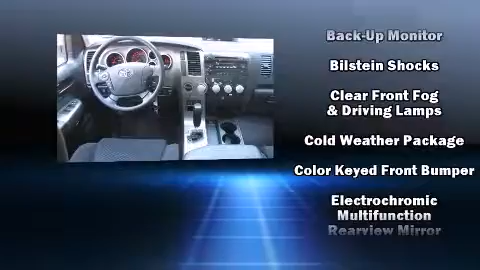 Back-Up Monitor
Bilstein Shocks
Clear Front Fog
& Driving Lamps
Cold Weather Package
Color Keyed Front Bumper
Electrochromic
Multifunction
Rearview Mirror